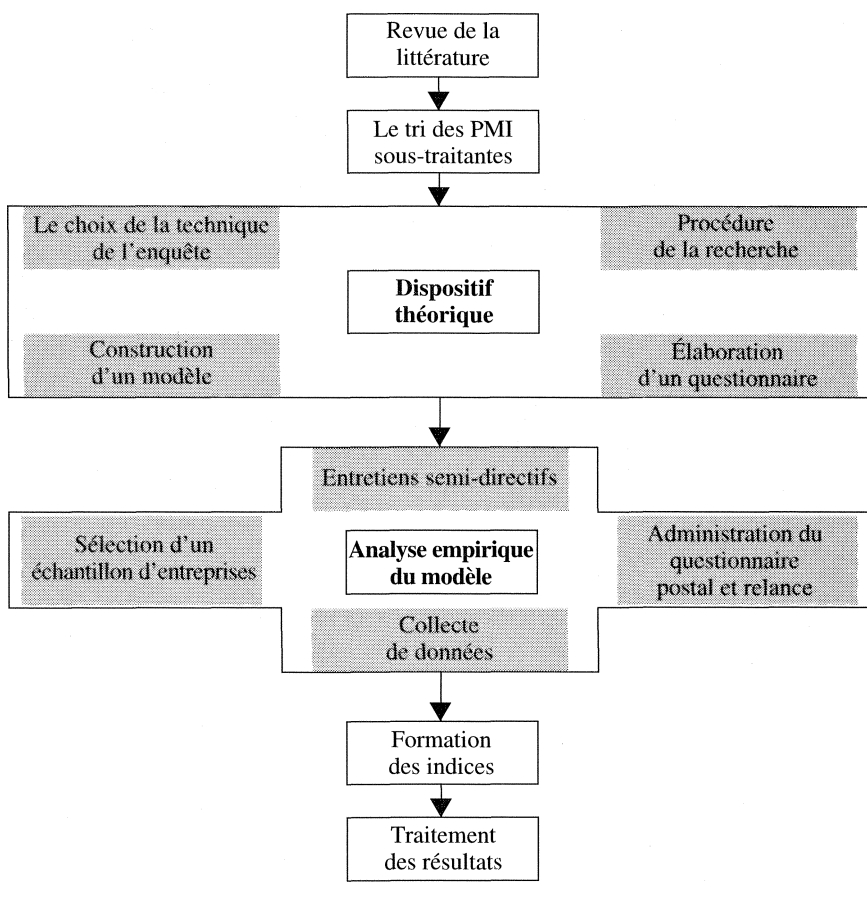 Revue de la
littérature
Le tri des PMI
sous-traitantes
Le choix de la technique
de l'enquête
Procédure
de la recherche
Dispositif
théorique
Construction
d'un modèle
Élaboration
d'un questionnaire
Entretiens semi-directifs
Sélection d'un
échantillon d'entreprises
Analyse empirique
du modèle
Administration du
questionnaire
postal et relance
Collecte
de données
Formation
des indices
Traitement
des résultats